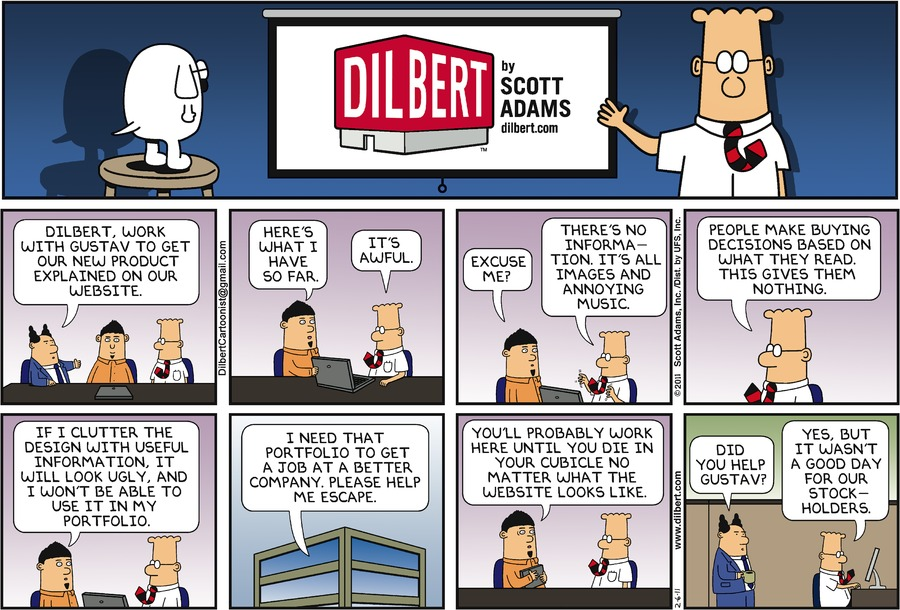 DILBERT
by
SCOTT
ADAMS
dilbert.com
TM
DILBERT, WORK
WITH GUSTAV TO GET
OUR NEW PRODUCT
EXPLAINED ON OUR
WEBSITE.
DilbertCartoonist@gmail.com
HERE'S
WHAT I
HAVE
SO FAR.
IT'S
AWFUL.
EXCUSE
ME?
THERE'S NO
INFORMA—
TION. IT'S ALL
IMAGES AND
ANNOYING
MUSIC.
©2011 Scott Adams, Inc. /Dist. by UFS, Inc.
PEOPLE MAKE BUYING
DECISIONS BASED ON
WHAT THEY READ.
THIS GIVES THEM
NOTHING.
IF I CLUTTER THE
DESIGN WITH USEFUL
INFORMATION, IT
WILL LOOK UGLY, AND
I WON'T BE ABLE TO
USE IT IN MY
PORTFOLIO.
I NEED THAT
PORTFOLIO TO GET
A JOB AT A BETTER
COMPANY. PLEASE HELP
ME ESCAPE.
YOU'LL PROBABLY WORK
HERE UNTIL YOU DIE IN
YOUR CUBICLE NO
MATTER WHAT THE
WEBSITE LOOKS LIKE.
www.dilbert.com
2-6-11
DID
YOU HELP
GUSTAV?
YES, BUT
IT WASN'T
A GOOD DAY
FOR OUR
STOCK—
HOLDERS.